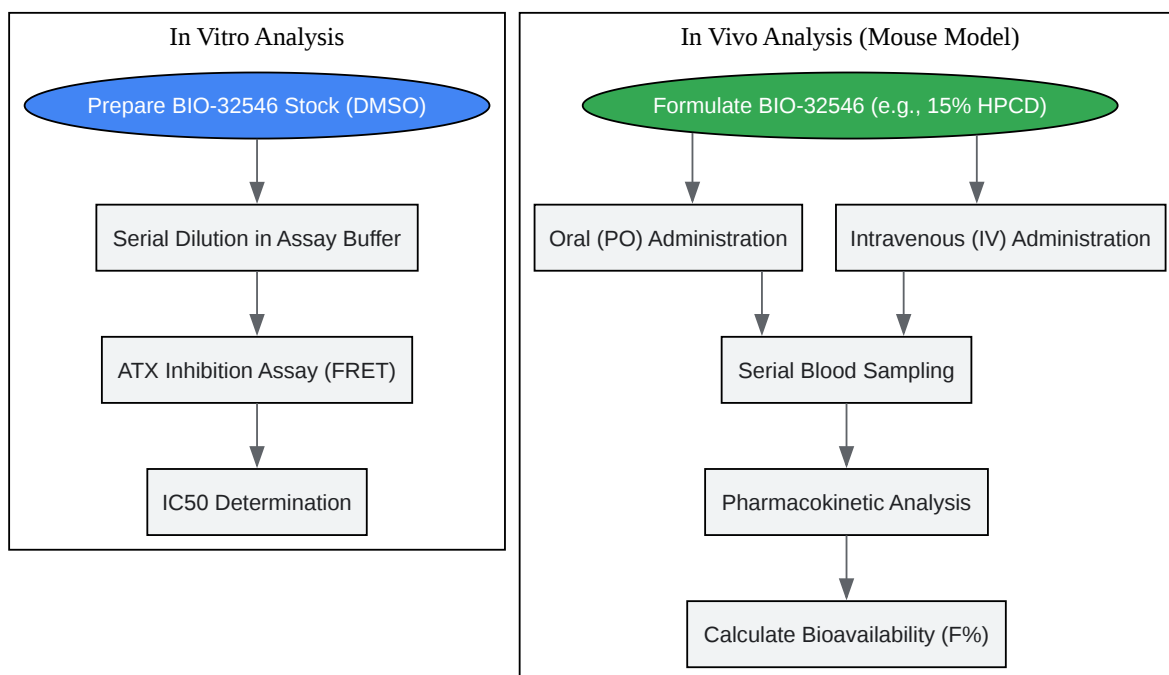 In Vitro Analysis
Prepare BIO-32546 Stock (DMSO)
Serial Dilution in Assay Buffer
ATX Inhibition Assay (FRET)
IC50 Determination
In Vivo Analysis (Mouse Model)
Formulate BIO-32546 (e.g., 15% HPCD)
Oral (PO) Administration
Intravenous (IV) Administration
Serial Blood Sampling
Pharmacokinetic Analysis
Calculate Bioavailability (F%)